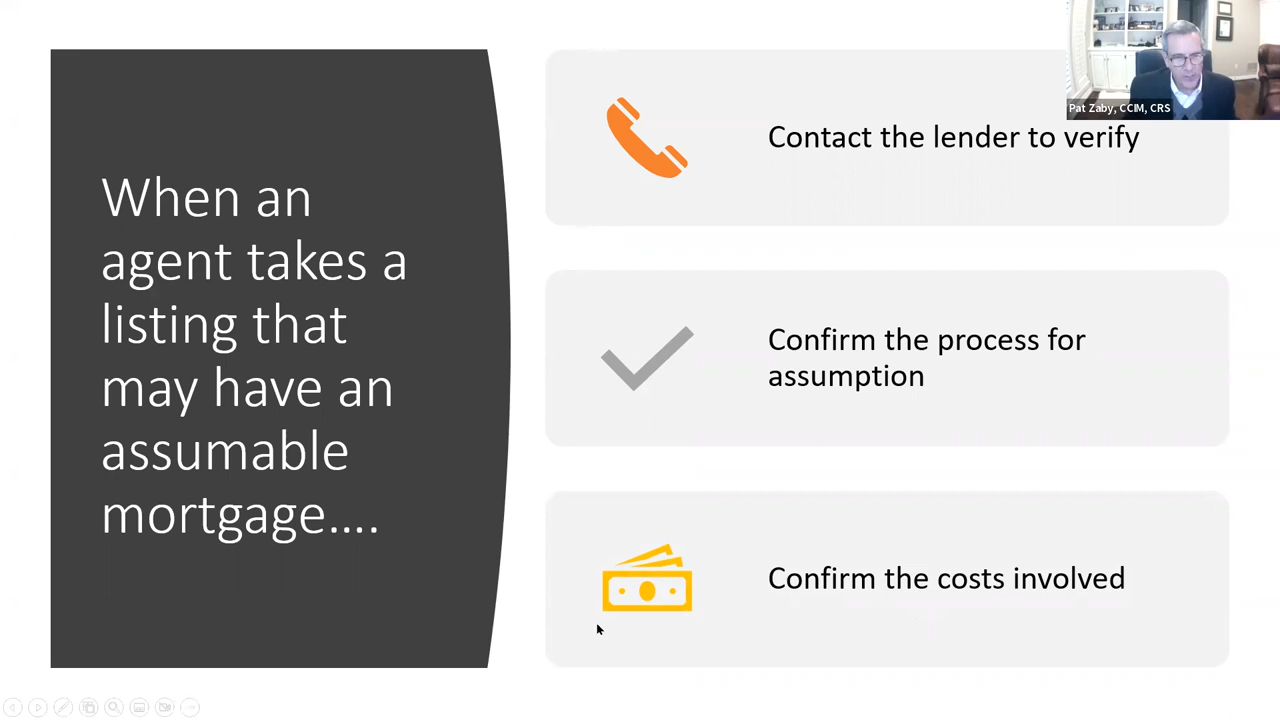 When an
agent takes a
listing that
may have an
assumable
mortgage....
Contact the lender to verify
Confirm the process for
assumption
Confirm the costs involved
Pat Zaby, CCIM, CRS